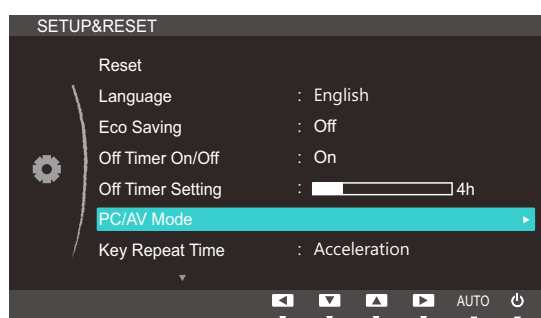 SETUP&RESET
Reset
Language : English
Eco Saving : Off
Off Timer On/Off : On
Off Timer Setting : 4h
PC/AV Mode
Key Repeat Time : Acceleration
AUTO